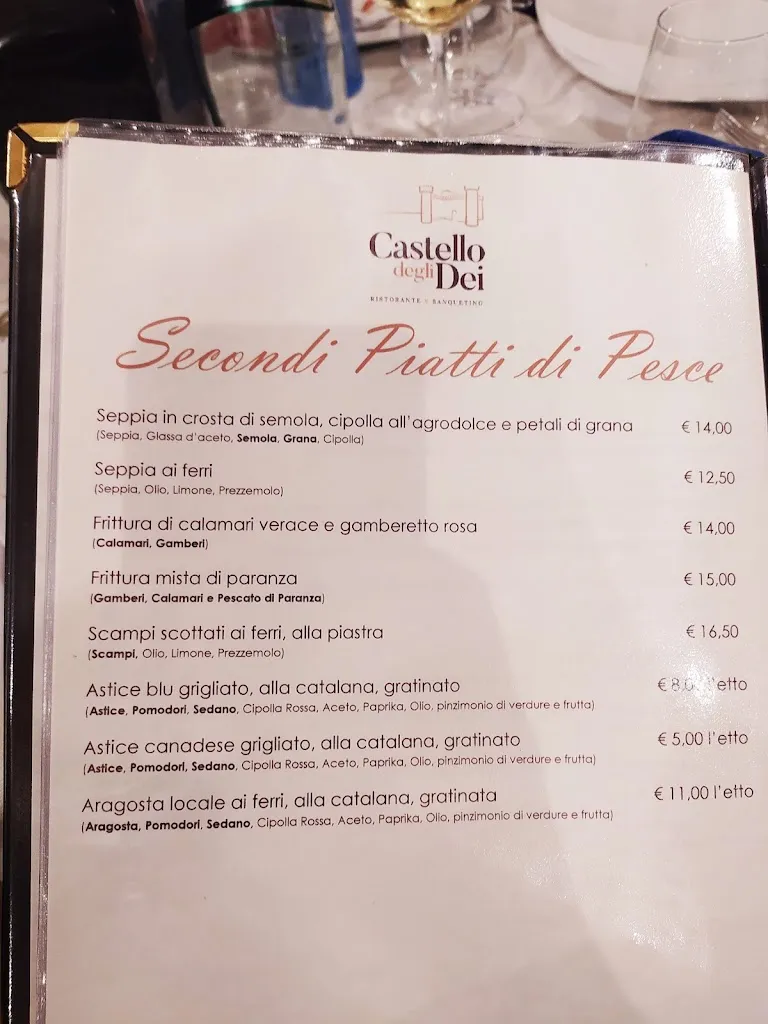 Castello
degli Dei
RISTORANTE & BANQUETING
Secondi Piatti di Pesce
Seppia in crosta di semola, cipolla all'agrodolce e petali di grana € 14,00
(Seppia, Glassa d'aceto, Semola, Grana, Cipolla)
Seppia ai ferri € 12,50
(Seppia, Olio, Limone, Prezzemolo)
Frittura di calamari verace e gamberetto rosa € 14,00
(Calamari, Gamberi)
Frittura mista di paranza € 15,00
(Gamberi, Calamari e Pescato di Paranza)
Scampi scottati ai ferri, alla piastra € 16,50
(Scampi, Olio, Limone, Prezzemolo)
Astice blu grigliato, alla catalana, gratinato € l'etto
(Astice, Pomodori, Sedano, Cipolla Rossa, Aceto, Paprika, Olio, pinzimonio di verdure e frutta)
Astice canadese grigliato, alla catalana, gratinato € 5,00 l'etto
(Astice, Pomodori, Sedano, Cipolla Rossa, Aceto, Paprika, Olio, pinzimonio di verdure e frutta)
Aragosta locale ai ferri, alla catalana, gratinata € 11,00 l'etto
(Aragosta, Pomodori, Sedano, Cipolla Rossa, Aceto, Paprika, Olio, pinzimonio di verdure e frutta)